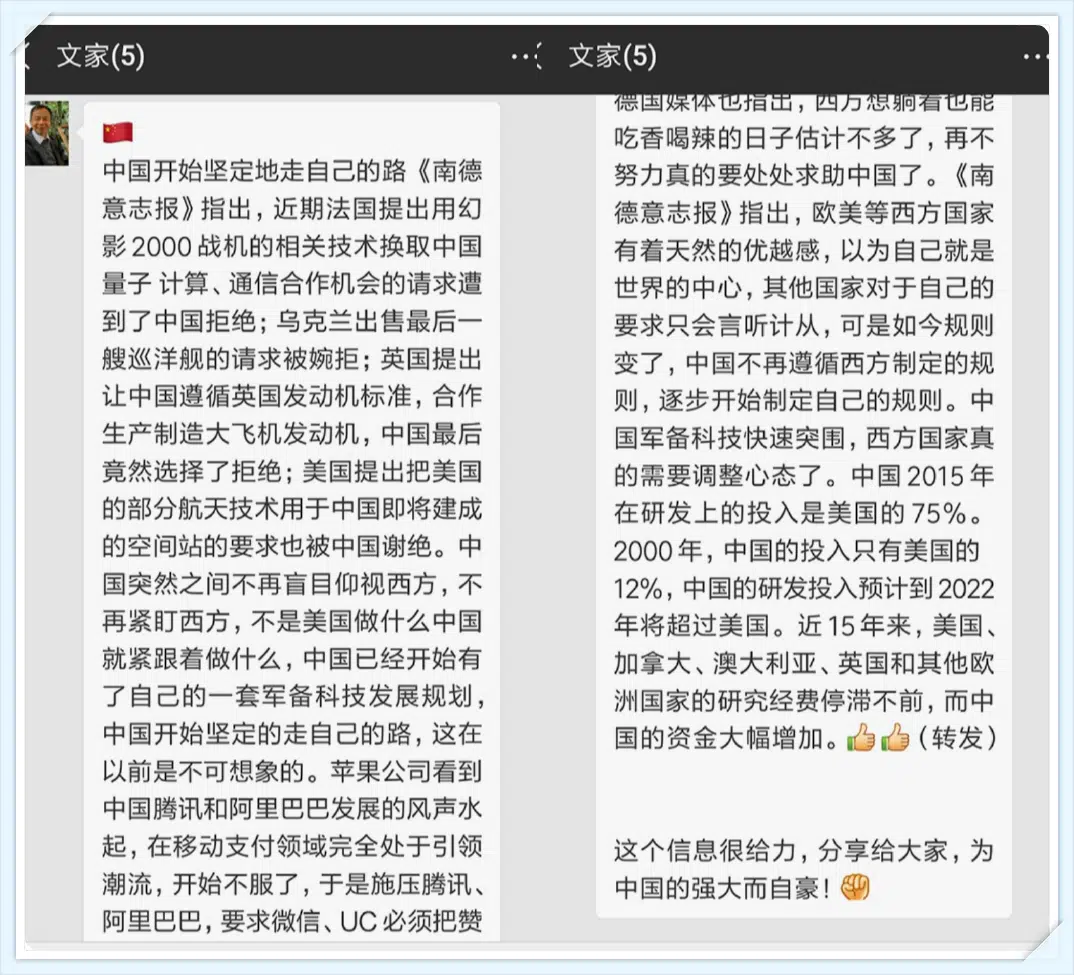 文家(5)
中国开始坚定地走自己的路《南德
意志报》指出，近期法国提出用幻
影2000战机的相关技术换取中国
量子 计算、通信合作机会的请求遭
到了中国拒绝；乌克兰出售最后一
艘巡洋舰的请求被婉拒；英国提出
让中国遵循英国发动机标准，合作
生产制造大飞机发动机，中国最后
竟然选择了拒绝；美国提出把美国
的部分航天技术用于中国即将建成
的空间站的要求也被中国谢绝。中
国突然之间不再盲目仰视西方，不
再紧盯西方，不是美国做什么中国
就紧跟着做什么，中国已经开始有
了自己的一套军备科技发展规划，
中国开始坚定的走自己的路，这在
以前是不可想象的。苹果公司看到
中国腾讯和阿里巴巴发展的风声水
起，在移动支付领域完全处于引领
潮流，开始不服了，于是施压腾讯、
阿里巴巴，要求微信、UC必须把赞
文家(5)
德国媒体也指出，西方想躺着也能
吃香喝辣的日子估计不多了，再不
努力真的要处处求助中国了。《南
德意志报》指出，欧美等西方国家
有着天然的优越感，以为自己就是
世界的中心，其他国家对于自己的
要求只会言听计从，可是如今规则
变了，中国不再遵循西方制定的规
则，逐步开始制定自己的规则。中
国军备科技快速突围，西方国家真
的需要调整心态了。中国2015年
在研发上的投入是美国的75%。
2000年，中国的投入只有美国的
12%，中国的研发投入预计到2022
年将超过美国。近15年来，美国、
加拿大、澳大利亚、英国和其他欧
洲国家的研究经费停滞不前，而中
国的资金大幅增加。👍👍（转发）
这个信息很给力，分享给大家，为
中国的强大而自豪！✊